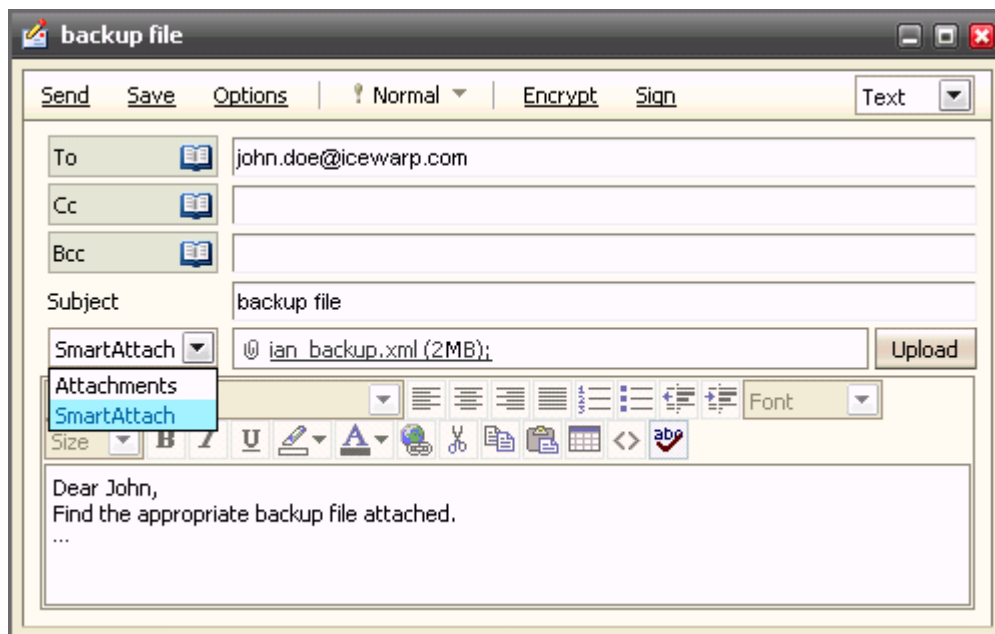 backup file
Send Save Options Normal Encrypt Sign Text
To john.doe@icewarp.com
Cc
Bcc
Subject backup file
SmartAttach ian_backup.xml (2MB); Upload
Attachments
SmartAttach
Font
Size B I U A abc
Dear John,
Find the appropriate backup file attached.
...